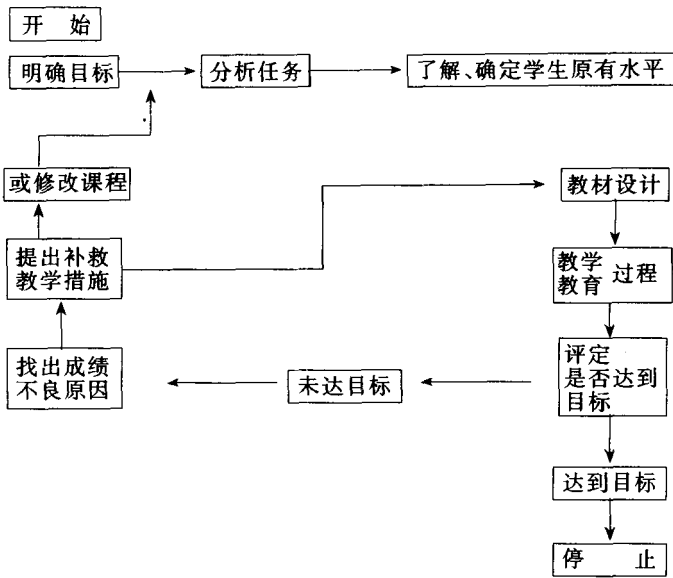 开 始
明确目标
分析任务
了解、确定学生原有水平
或修改课程
教材设计
提出补救
教学措施
教学
教育 过程
找出成绩
不良原因
未达目标
评定
是否达到
目标
达到目标
停 止